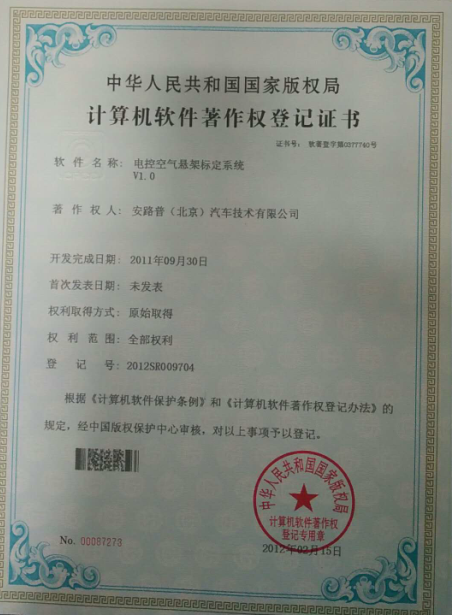 中华人民共和国国家版权局
计算机软件著作权登记证书
证书号： 软著登字第0377740号
软件名称： 电控空气悬架标定系统
V1.0
著作权人： 安路普（北京）汽车技术有限公司
开发完成日期： 2011年09月30日
首次发表日期： 未发表
权利取得方式： 原始取得
权利范围： 全部权利
登记号： 2012SR009704
根据《计算机软件保护条例》和《计算机软件著作权登记办法》的
规定，经中国版权保护中心审核，对以上事项予以登记。
中华人民共和国国家版权局
计算机软件著作权
登记专用章
No. 00087273
2012年02月15日